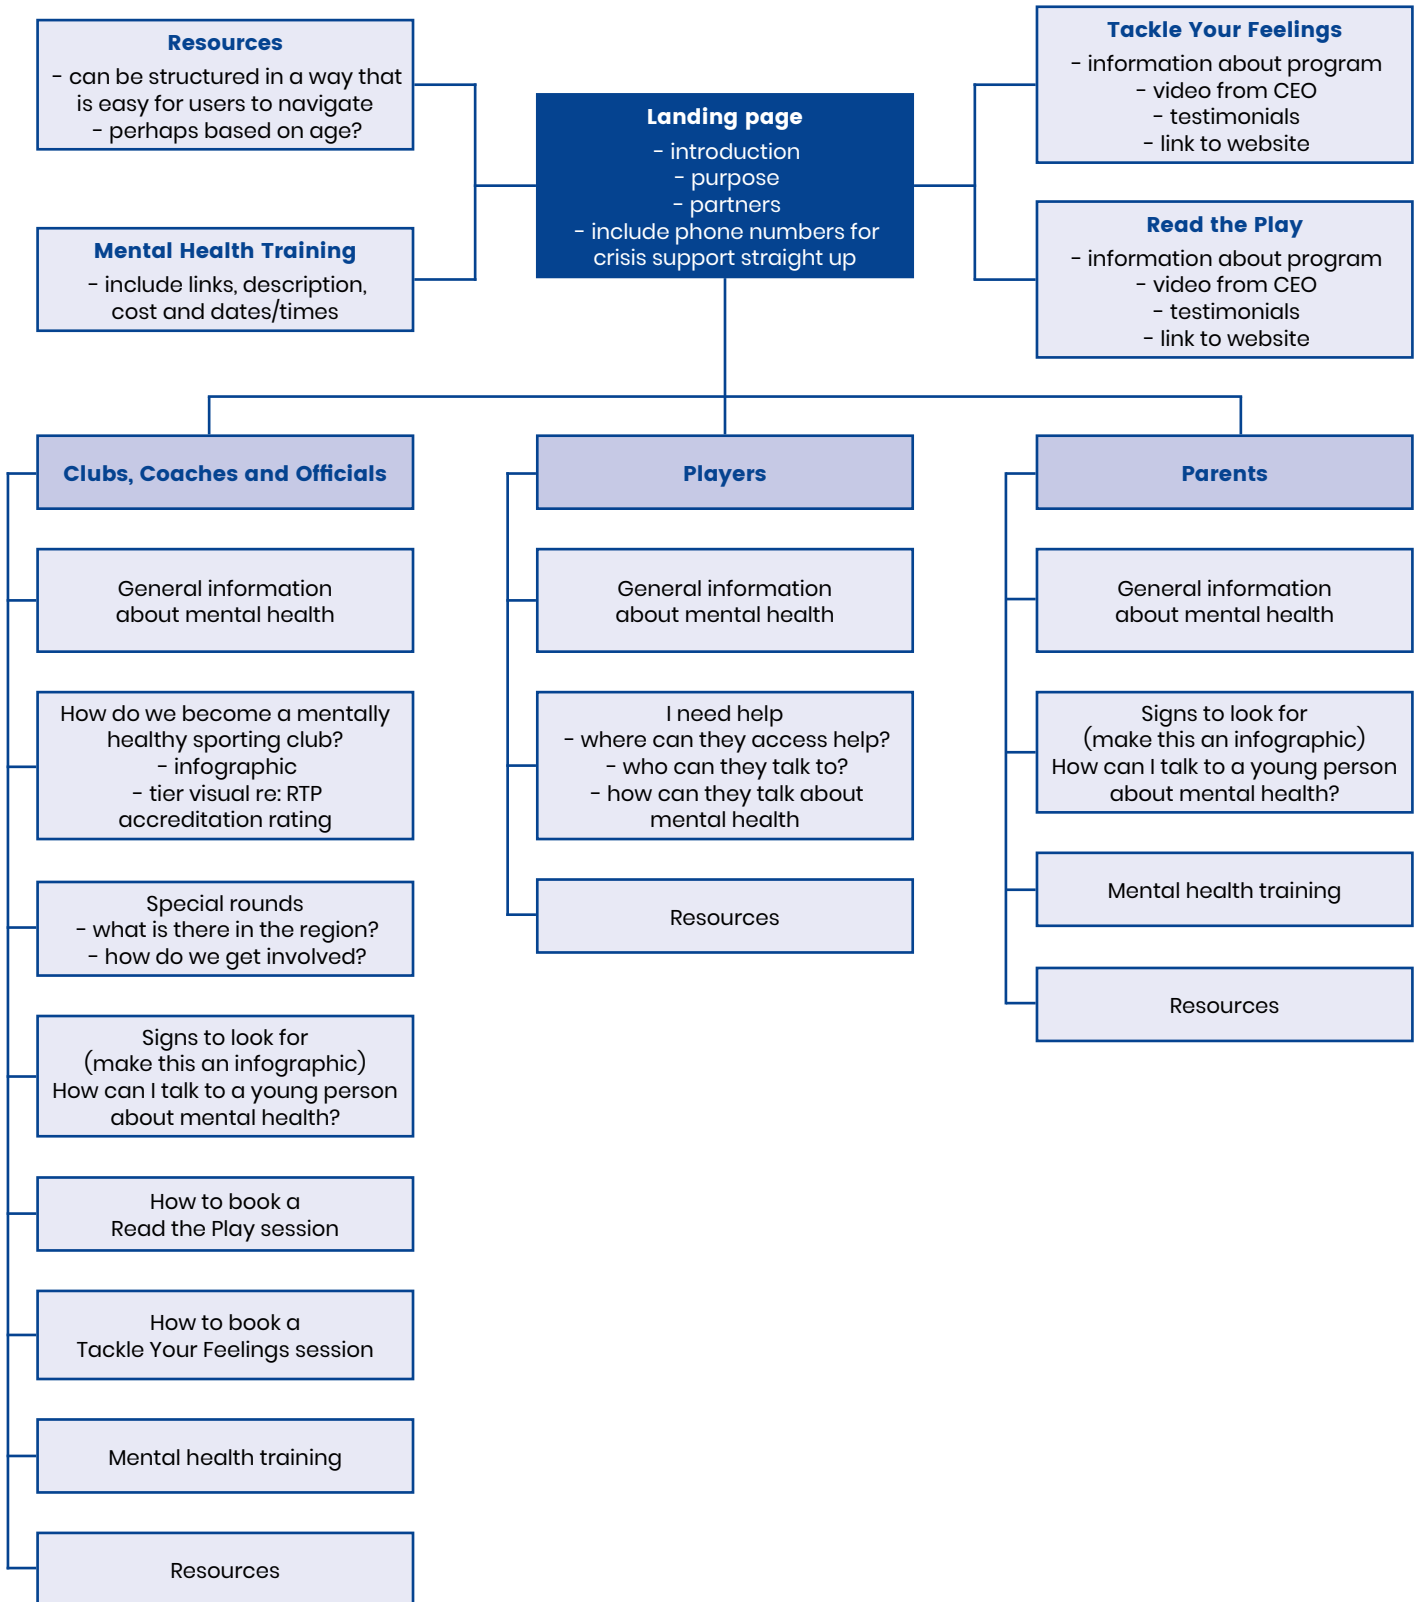 Resources
- can be structured in a way that
is easy for users to navigate
- perhaps based on age?
Mental Health Training
- include links, description,
cost and dates/times
Landing page
- introduction
- purpose
- partners
- include phone numbers for
crisis support straight up
Tackle Your Feelings
- information about program
- video from CEO
- testimonials
- link to website
Read the Play
- information about program
- video from CEO
- testimonials
- link to website
Clubs, Coaches and Officials
General information
about mental health
How do we become a mentally
healthy sporting club?
- infographic
- tier visual re: RTP
accreditation rating
Special rounds
- what is there in the region?
- how do we get involved?
Signs to look for
(make this an infographic)
How can I talk to a young person
about mental health?
How to book a
Read the Play session
How to book a
Tackle Your Feelings session
Mental health training
Resources
Players
General information
about mental health
I need help
- where can they access help?
- who can they talk to?
- how can they talk about
mental health
Resources
Parents
General information
about mental health
Signs to look for
(make this an infographic)
How can I talk to a young person
about mental health?
Mental health training
Resources